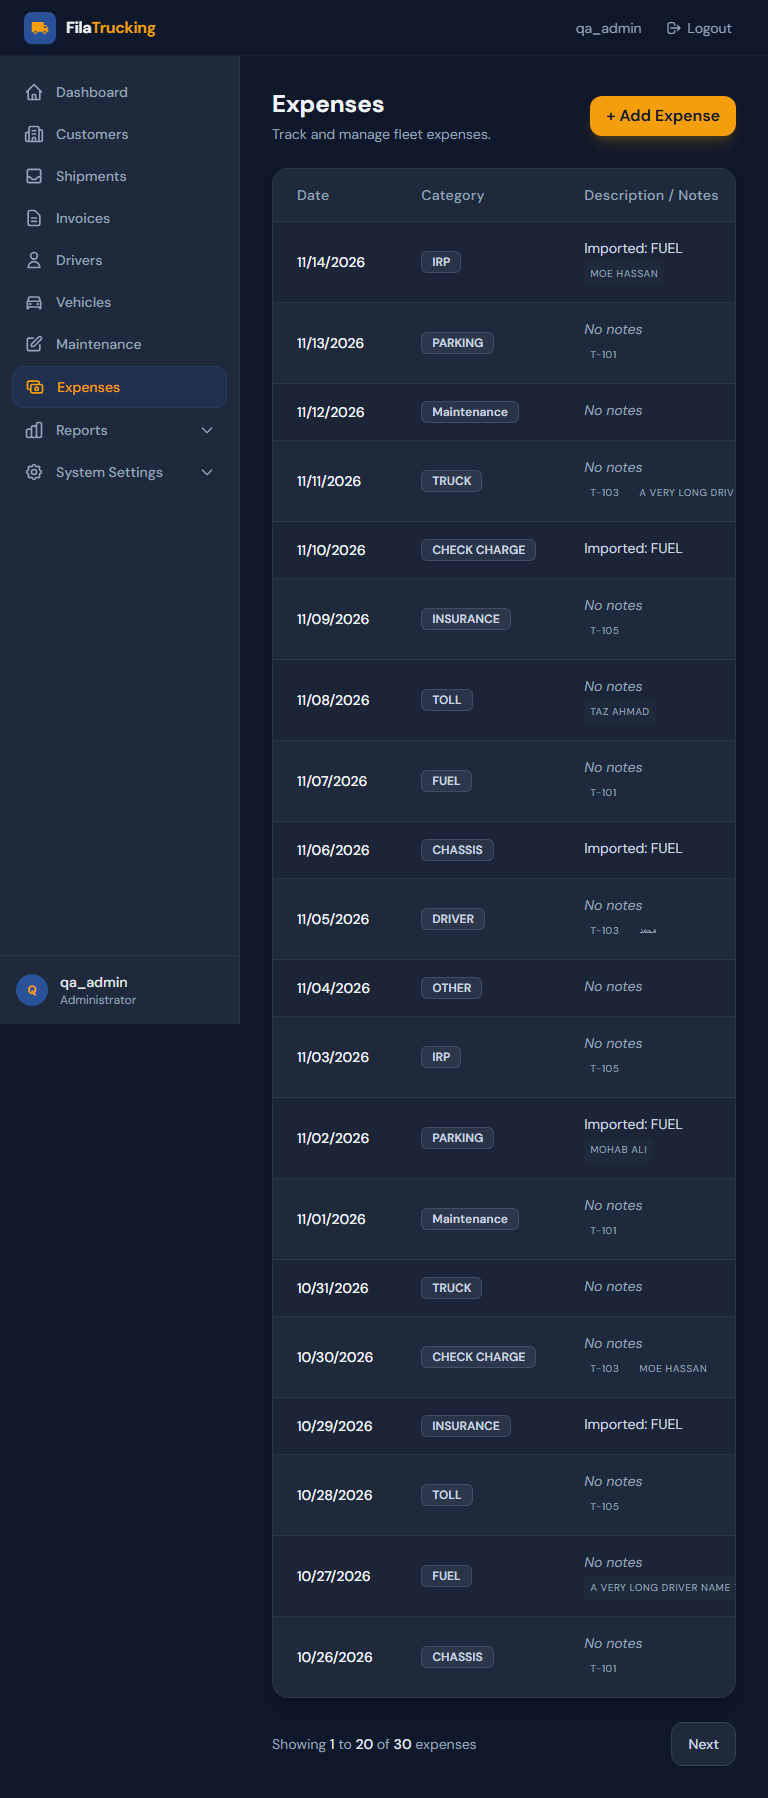 FilaTrucking
qa_admin
Logout
Dashboard
Customers
Shipments
Invoices
Drivers
Vehicles
Maintenance
Expenses
Reports
System Settings
qa_admin
Administrator
Q
Expenses
Track and manage fleet expenses.
+ Add Expense
Date Category Description / Notes
11/14/2026 IRP Imported: FUEL
MOE HASSAN
11/13/2026 PARKING No notes
T-101
11/12/2026 Maintenance No notes
11/11/2026 TRUCK No notes
T-103 A VERY LONG DRIV
11/10/2026 CHECK CHARGE Imported: FUEL
11/09/2026 INSURANCE No notes
T-105
11/08/2026 TOLL No notes
TAZ AHMAD
11/07/2026 FUEL No notes
T-101
11/06/2026 CHASSIS Imported: FUEL
11/05/2026 DRIVER No notes
T-103 محمد
11/04/2026 OTHER No notes
11/03/2026 IRP No notes
T-105
11/02/2026 PARKING Imported: FUEL
MOHAB ALI
11/01/2026 Maintenance No notes
T-101
10/31/2026 TRUCK No notes
10/30/2026 CHECK CHARGE No notes
T-103 MOE HASSAN
10/29/2026 INSURANCE Imported: FUEL
10/28/2026 TOLL No notes
T-105
10/27/2026 FUEL No notes
A VERY LONG DRIVER NAME
10/26/2026 CHASSIS No notes
T-101
Showing 1 to 20 of 30 expenses
Next